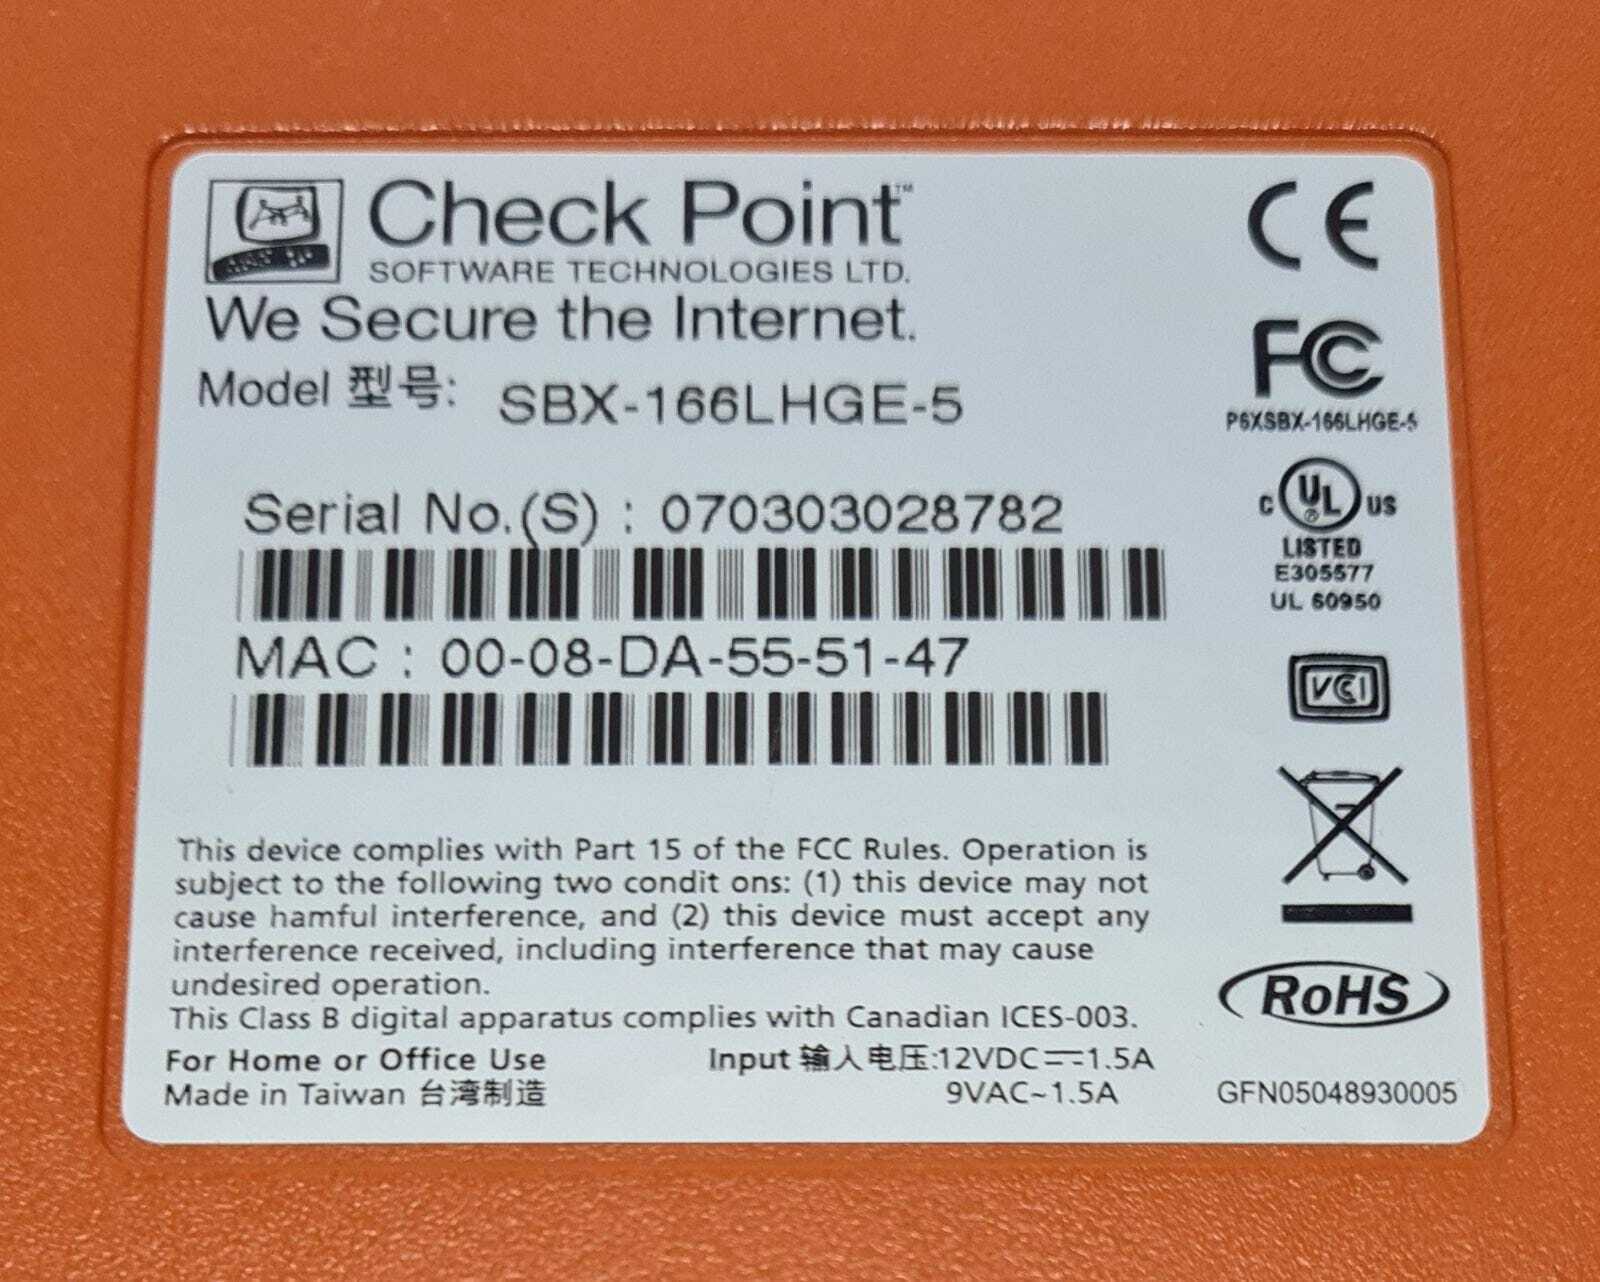 Check Point™
SOFTWARE TECHNOLOGIES LTD.
We Secure the Internet.
Model 型号: SBX-166LHGE-5
Serial No.(S) : 070303028782
MAC : 00-08-DA-55-51-47
This device complies with Part 15 of the FCC Rules. Operation is
subject to the following two condit ons: (1) this device may not
cause hamful interference, and (2) this device must accept any
interference received, including interference that may cause
undesired operation.
This Class B digital apparatus complies with Canadian ICES-003.
For Home or Office Use
Made in Taiwan 台湾制造
Input 输入电压:12VDC⎓1.5A
9VAC~1.5A
CE
FC
P6XSBX-166LHGE-5
C UL® US
LISTED
E305577
UL 60950
VCI
RoHS
GFN05048930005